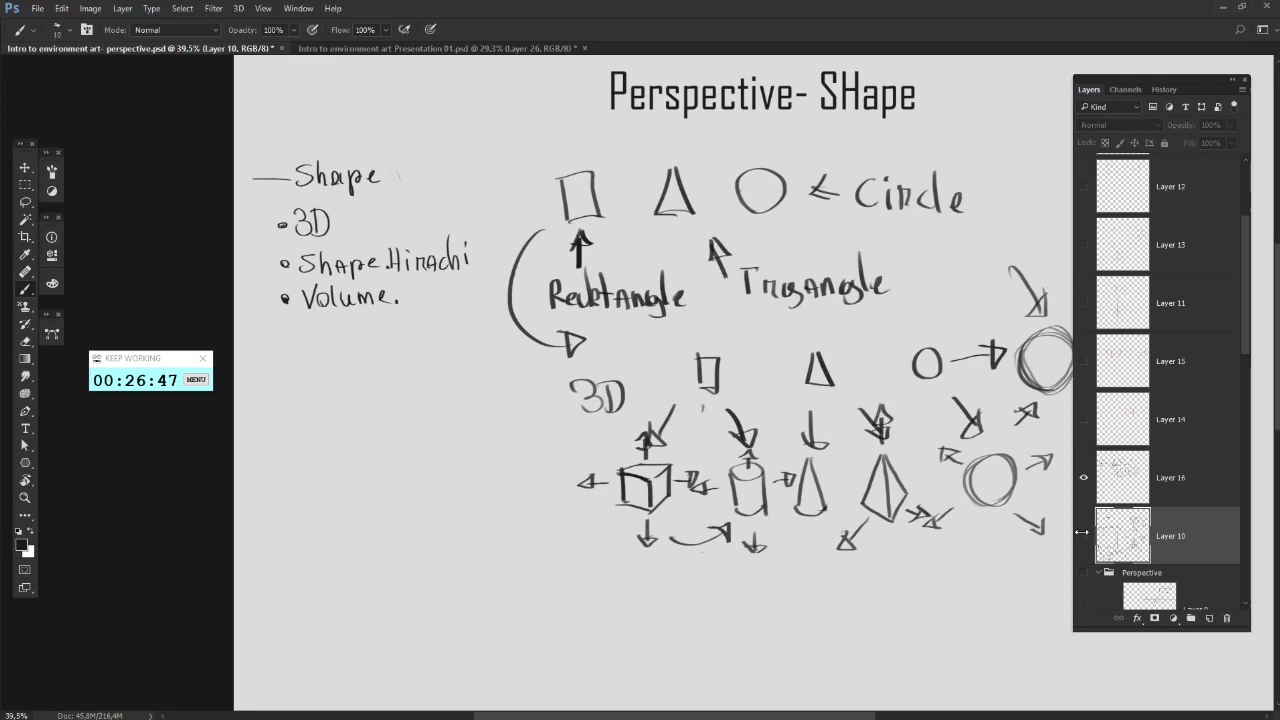 Ps File Edit Image Layer Type Select Filter 3D View Window Help
10 Mode: Normal Opacity: 100% Flow: 100%
Intro to environment art- perspective.psd @ 39,5% (Layer 10, RGB/8) * × Intro to environment art Presentation 01.psd @ 29,3% (Layer 26, RGB/8) * ×
Perspective- SHape
Shape
3D
Shape.Hirachi
Volume.
Circle
Recktangle
Triganogle
3D
KEEP WORKING
00:26:47 MENU
Layers Channels History
Kind
Normal Opacity: 100%
Lock: Fill: 100%
Layer 12
Layer 13
Layer 11
Layer 15
Layer 14
Layer 16
Layer 10
Perspective
39,5% Doc: 45,8M/216,4M